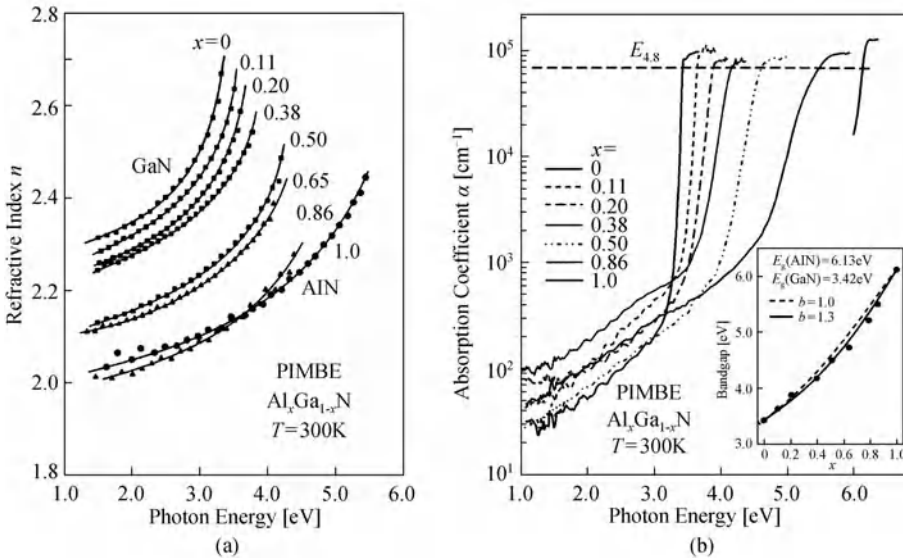 2.8
2.6
2.4
2.2
2.0
1.8
Refractive Index n
x=0
0.11
0.20
0.38
0.50
0.65
0.86
1.0
GaN
AlN
PIMBE
AlxGa1-xN
T=300K
1.0 2.0 3.0 4.0 5.0 6.0
Photon Energy [eV]
(a)
10^5
10^4
10^3
10^2
10^1
Absorption Coefficient α [cm^-1]
E4.8
x=
0
0.11
0.20
0.38
0.50
0.86
1.0
PIMBE
AlxGa1-xN
T=300K
Eg(AlN)=6.13eV
Eg(GaN)=3.42eV
b=1.0
b=1.3
6.0
5.0
4.0
3.0
Bandgap [eV]
0 0.2 0.4 0.6 0.8 1.0
x
1.0 2.0 3.0 4.0 5.0 6.0
Photon Energy [eV]
(b)